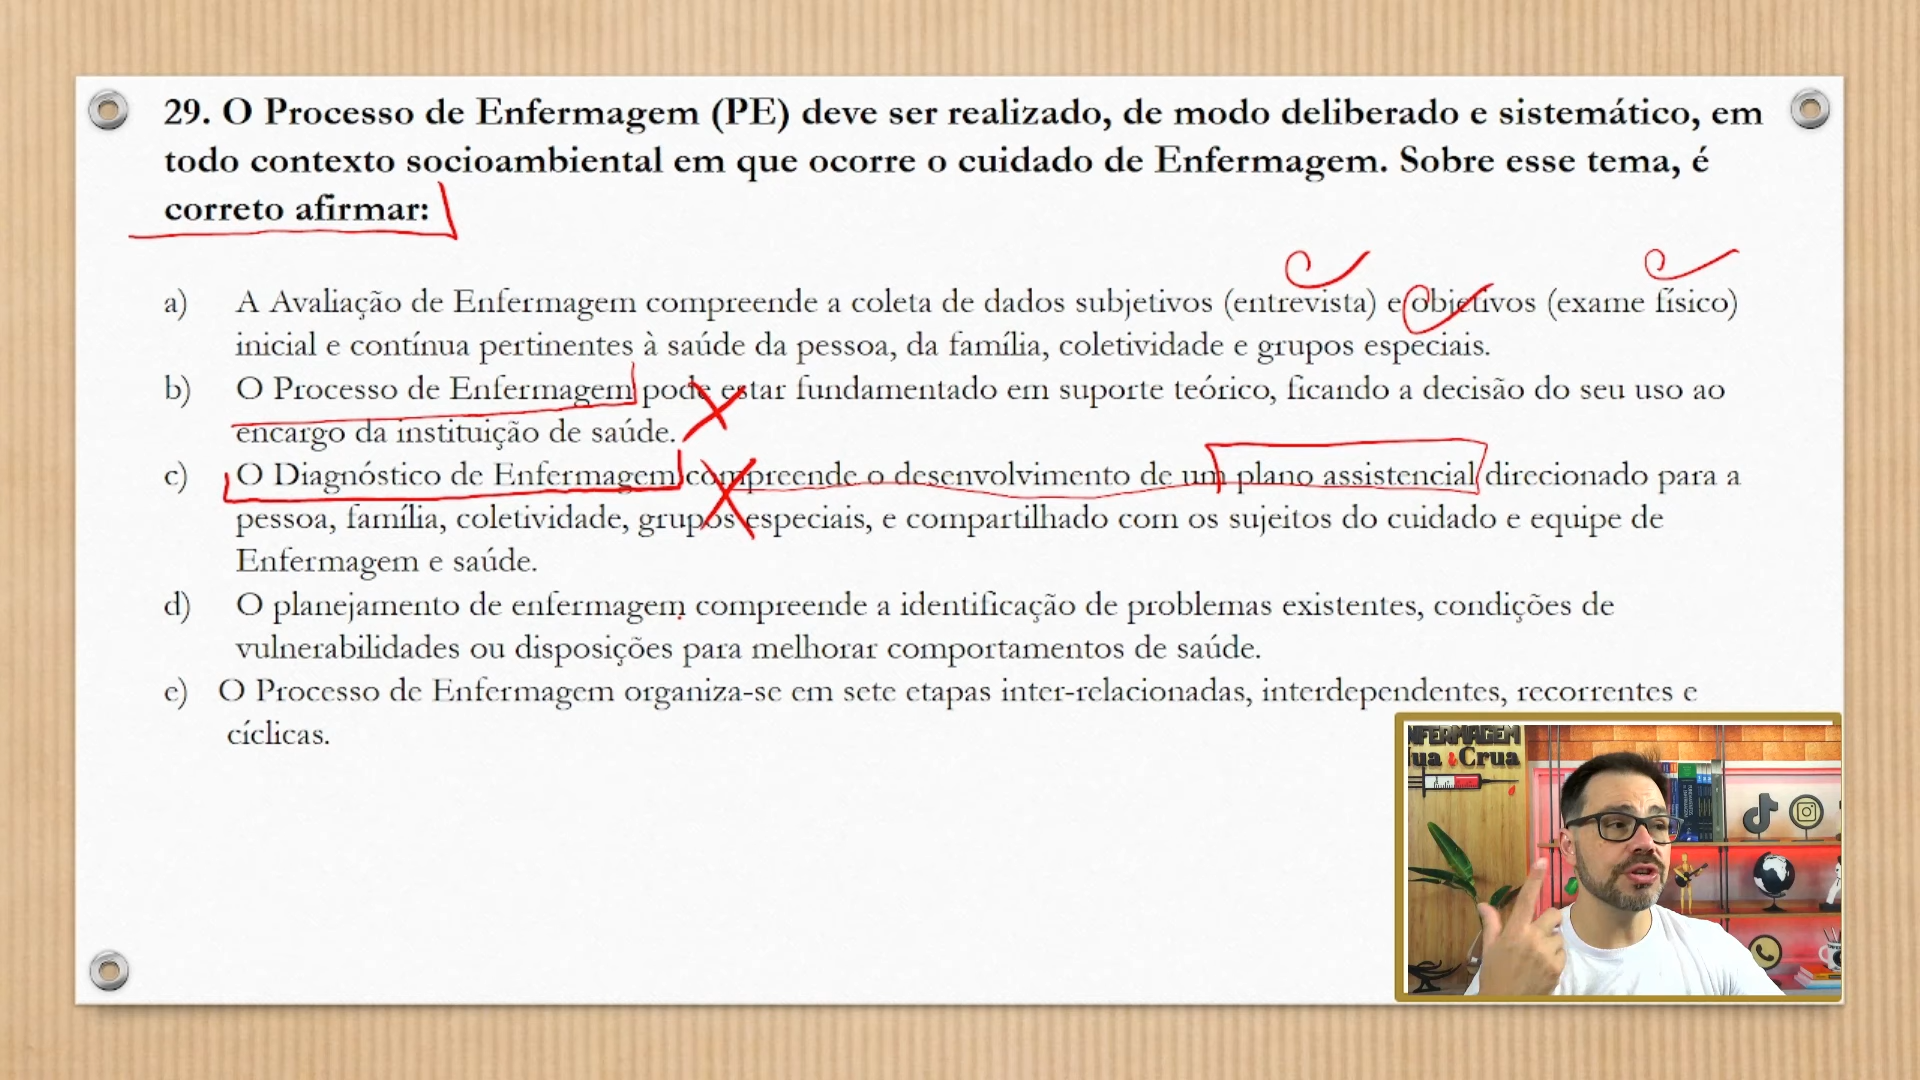 29. O Processo de Enfermagem (PE) deve ser realizado, de modo deliberado e sistemático, em
todo contexto socioambiental em que ocorre o cuidado de Enfermagem. Sobre esse tema, é
correto afirmar:
a) A Avaliação de Enfermagem compreende a coleta de dados subjetivos (entrevista) e objetivos (exame físico)
inicial e contínua pertinentes à saúde da pessoa, da família, coletividade e grupos especiais.
b) O Processo de Enfermagem pode estar fundamentado em suporte teórico, ficando a decisão do seu uso ao
encargo da instituição de saúde.
c) O Diagnóstico de Enfermagem compreende o desenvolvimento de um plano assistencial direcionado para a
pessoa, família, coletividade, grupos especiais, e compartilhado com os sujeitos do cuidado e equipe de
Enfermagem e saúde.
d) O planejamento de enfermagem compreende a identificação de problemas existentes, condições de
vulnerabilidades ou disposições para melhorar comportamentos de saúde.
e) O Processo de Enfermagem organiza-se em sete etapas inter-relacionadas, interdependentes, recorrentes e
cíclicas.
NFERMAGEM
ua Crua